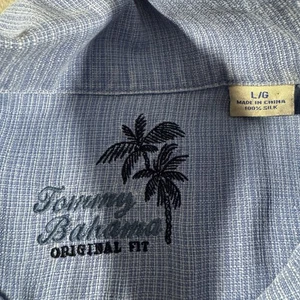 L/G
MADE IN CHINA
100% SILK
Tommy
Bahama
ORIGINAL FIT